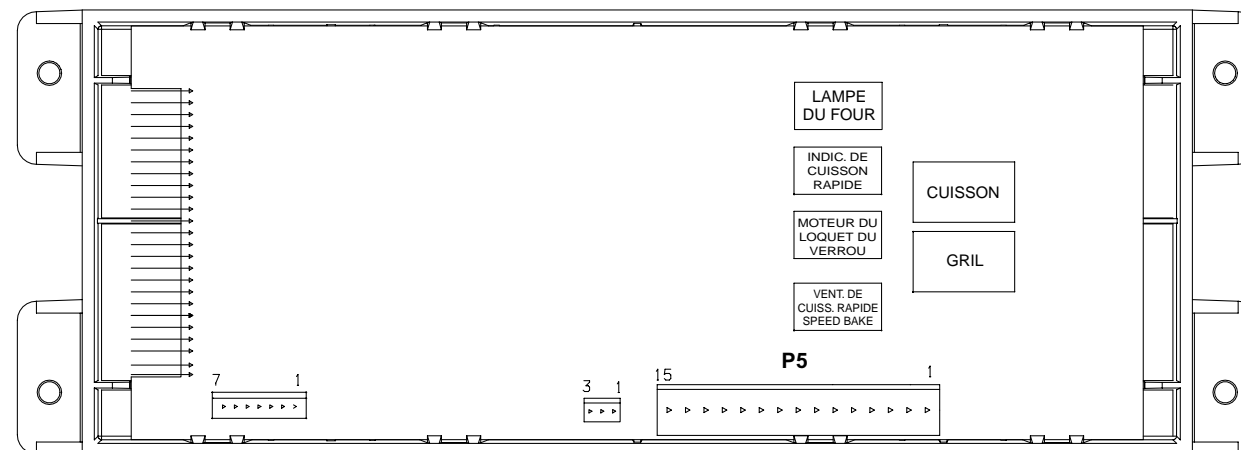 LAMPE
DU FOUR
INDIC. DE
CUISSON
RAPIDE
CUISSON
MOTEUR DU
LOQUET DU
VERROU
GRIL
VENT. DE
CUISS. RAPIDE
SPEED BAKE
P5
7 1
3 1
15 1